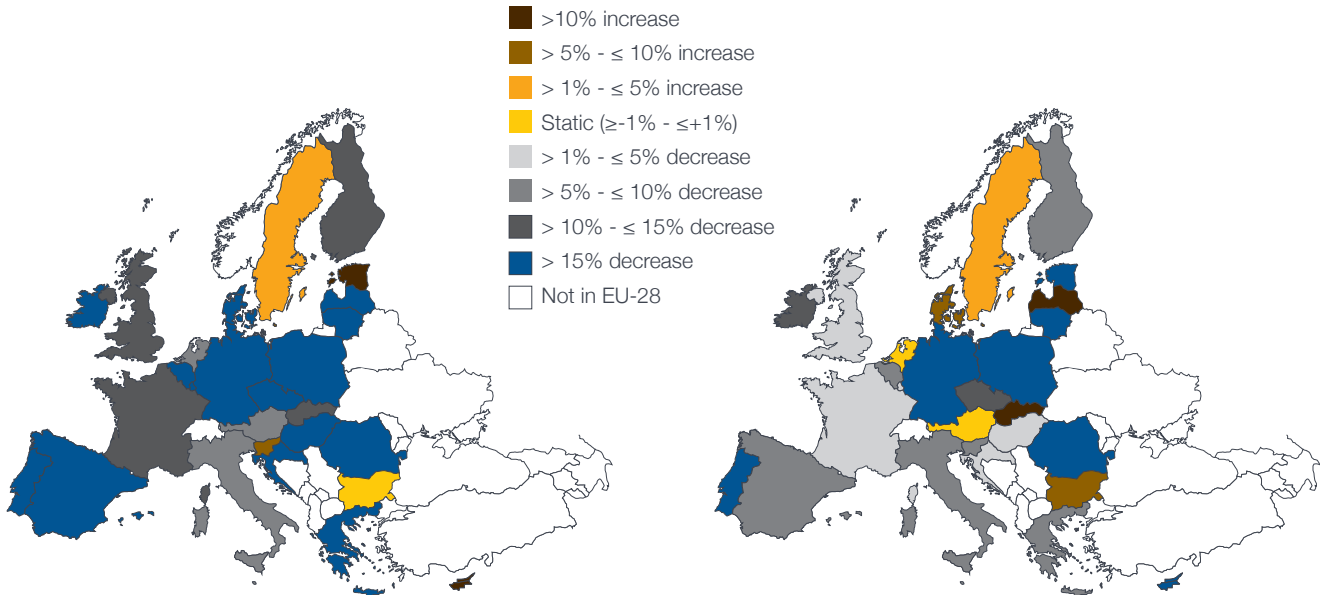 >10% increase
> 5% - ≤ 10% increase
> 1% - ≤ 5% increase
Static (≥-1% - ≤+1%)
> 1% - ≤ 5% decrease
> 5% - ≤ 10% decrease
> 10% - ≤ 15% decrease
> 15% decrease
Not in EU-28